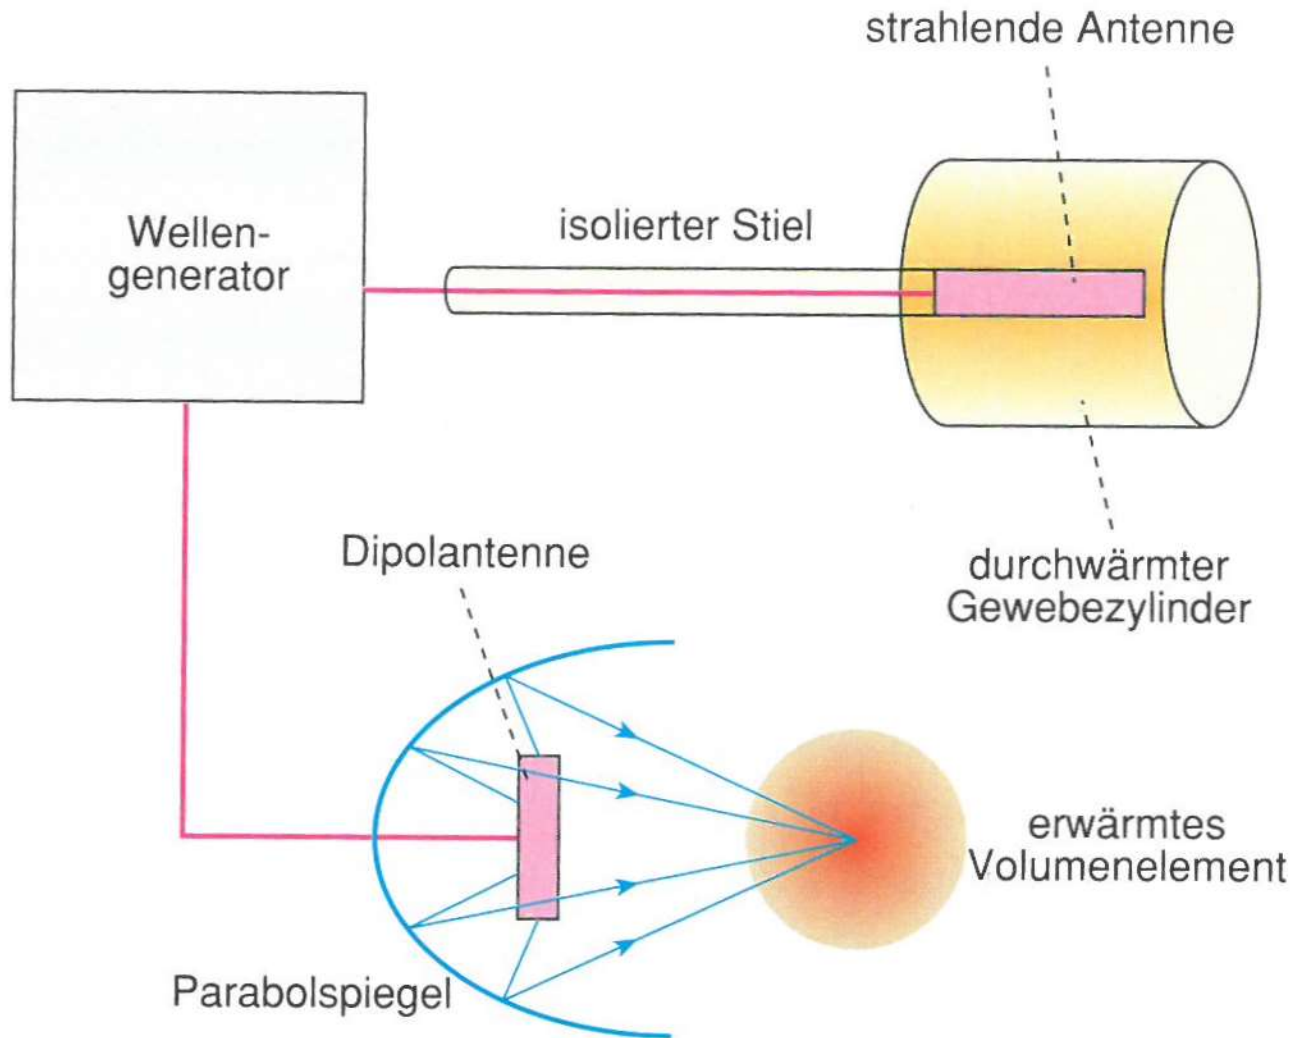 strahlende Antenne
Wellen-
generator
isolierter Stiel
durchwärmter
Gewebezylinder
Dipolantenne
erwärmtes
Volumenelement
Parabolspiegel